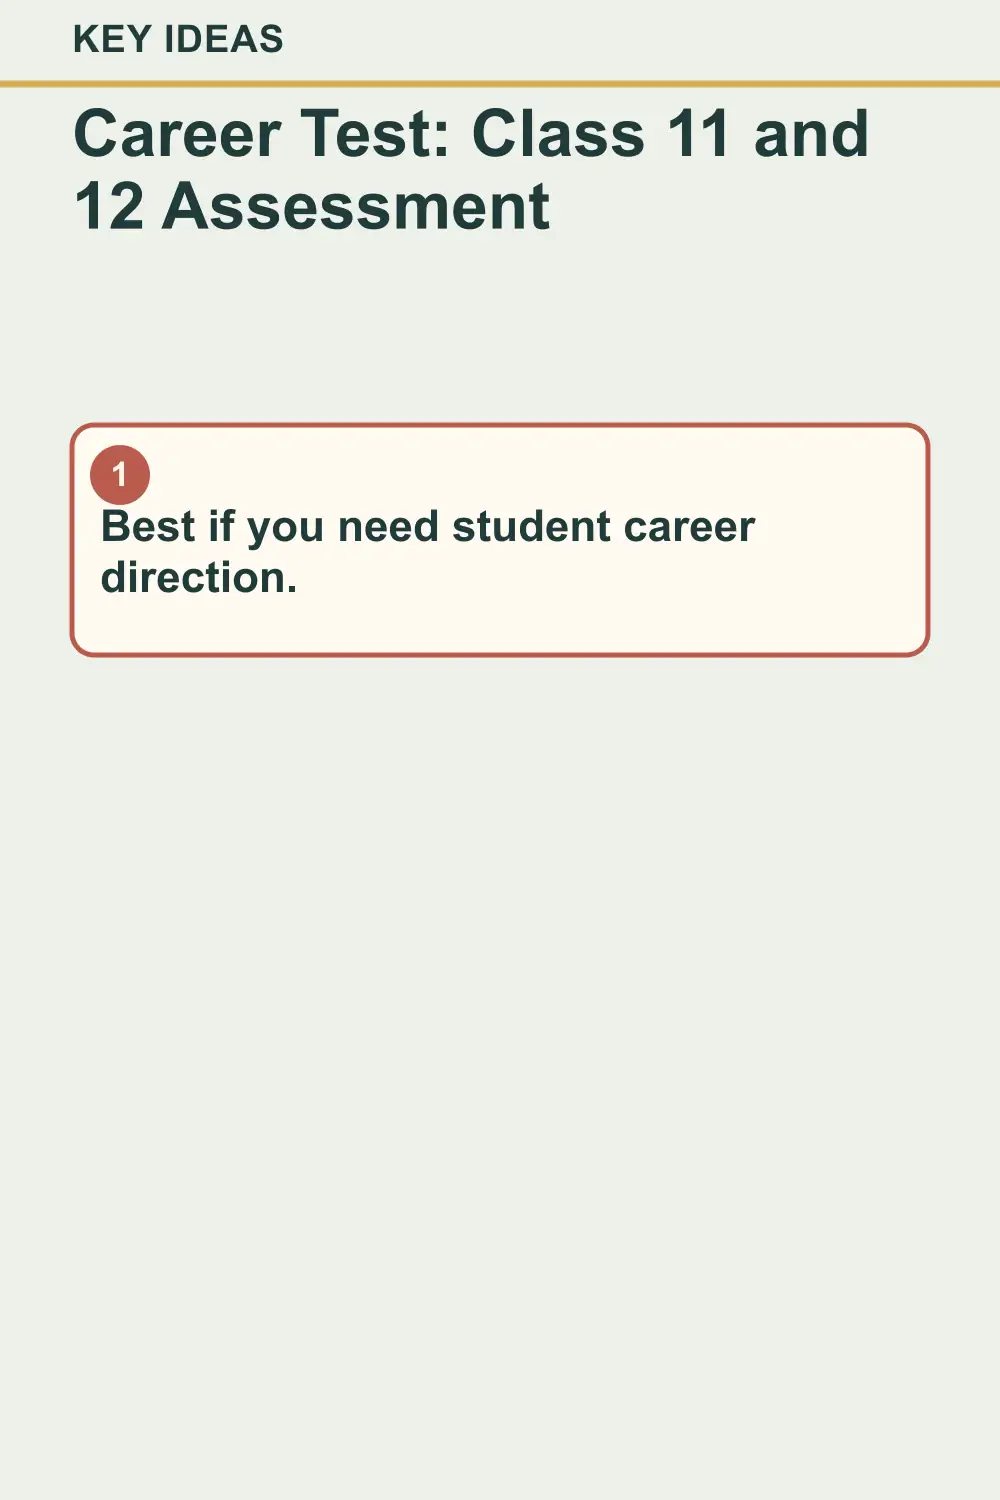 KEY IDEAS
Career Test: Class 11 and
12 Assessment
1
Best if you need student career
direction.